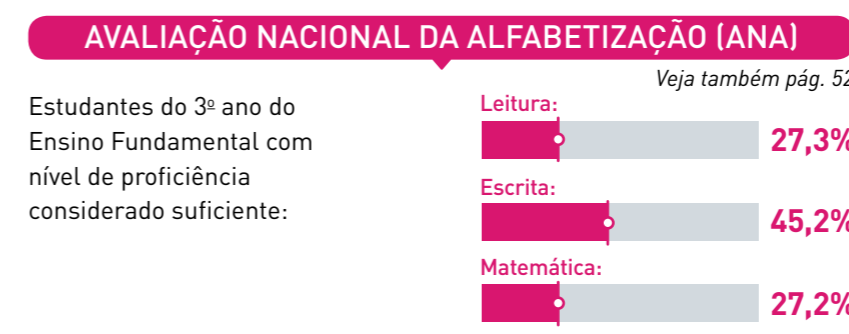 AVALIAÇÃO NACIONAL DA ALFABETIZAÇÃO (ANA)
Veja também pág. 52
Estudantes do 3º ano do
Ensino Fundamental com
nível de proficiência
considerado suficiente:
Leitura:
27,3%
Escrita:
45,2%
Matemática:
27,2%